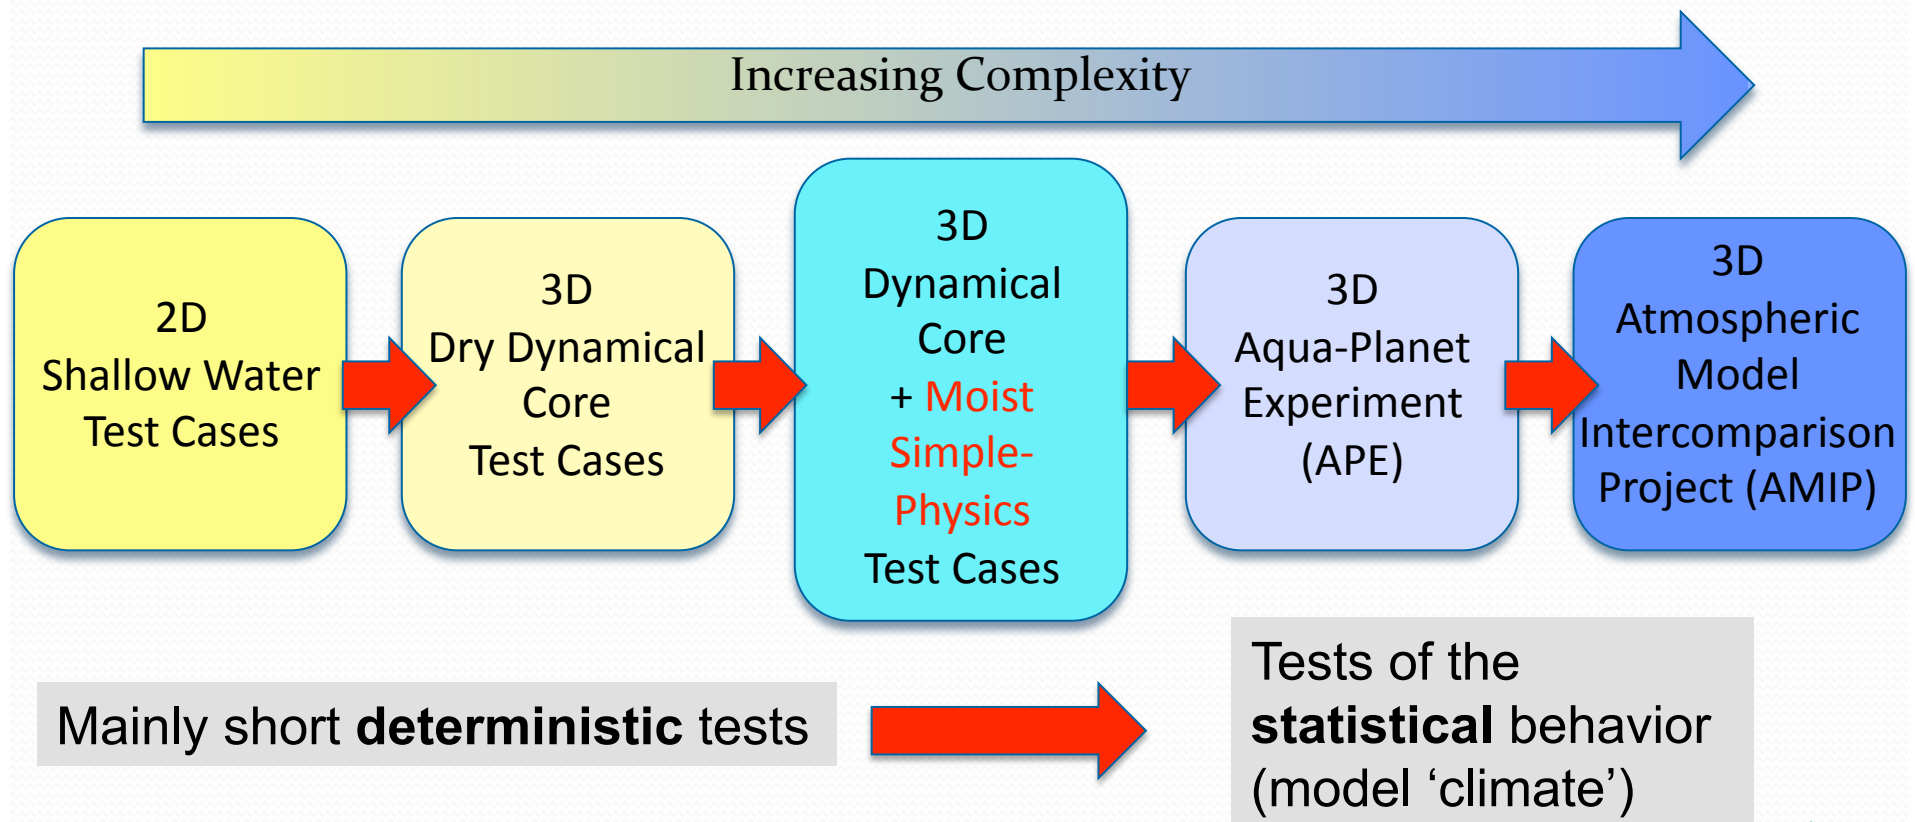 Increasing Complexity
2D
Shallow Water
Test Cases
3D
Dry Dynamical
Core
Test Cases
3D
Dynamical
Core
+ Moist
Simple-
Physics
Test Cases
3D
Aqua-Planet
Experiment
(APE)
3D
Atmospheric
Model
Intercomparison
Project (AMIP)
Mainly short deterministic tests
Tests of the
statistical behavior
(model ‘climate’)